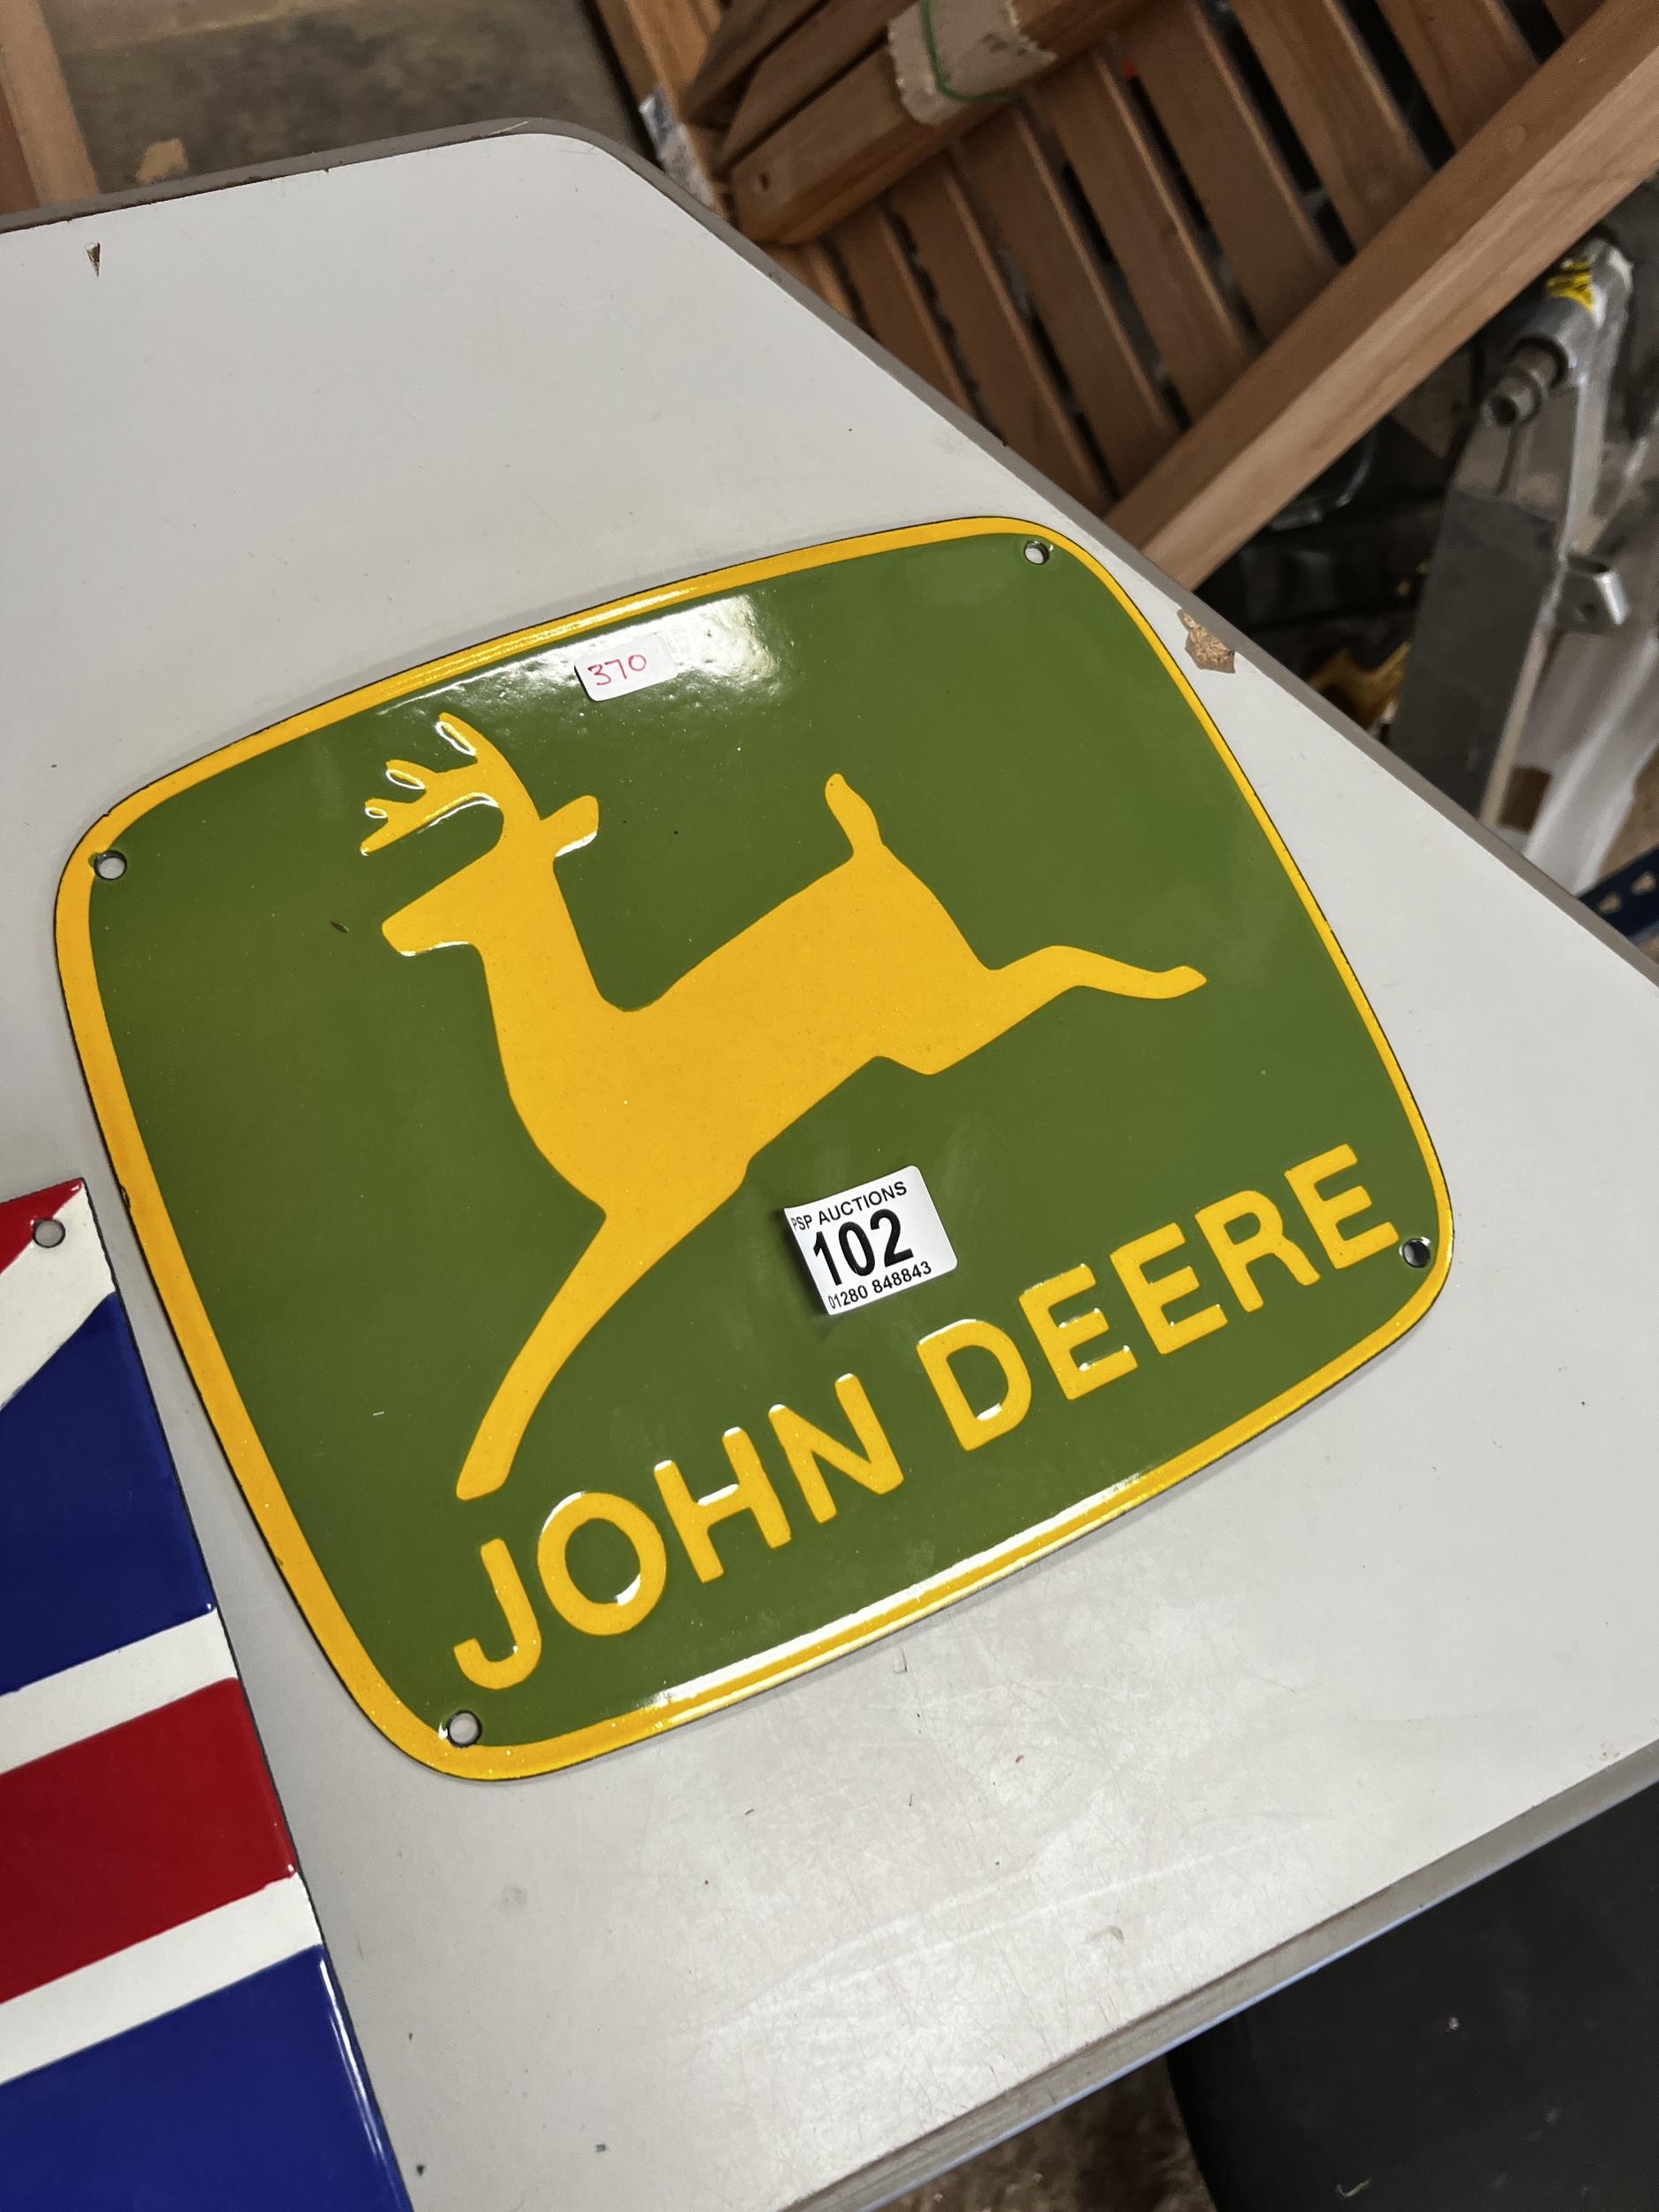 370
PSP AUCTIONS
102
01280 848843
JOHN DEERE